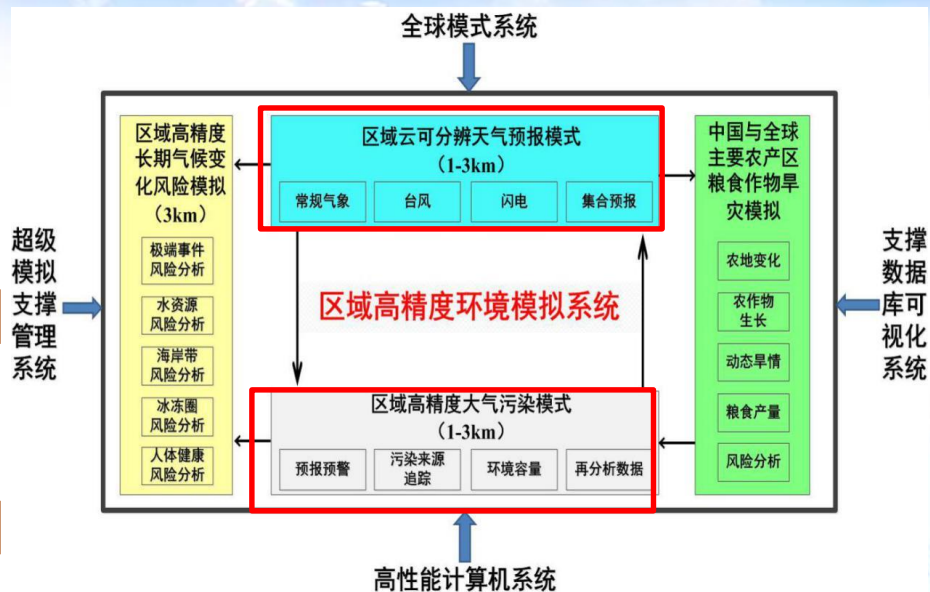 全球模式系统
区域高精度
长期气候变
化风险模拟
（3km）
极端事件
风险分析
水资源
风险分析
海岸带
风险分析
冰冻圈
风险分析
人体健康
风险分析
区域云可分辨天气预报模式
（1-3km）
常规气象
台风
闪电
集合预报
中国与全球
主要农产区
粮食作物旱
灾模拟
农地变化
农作物
生长
动态旱情
粮食产量
风险分析
超级
模拟
支撑
管理
系统
区域高精度环境模拟系统
支撑
数据
库可
视化
系统
区域高精度大气污染模式
（1-3km）
预报预警
污染来源
追踪
环境容量
再分析数据
高性能计算机系统